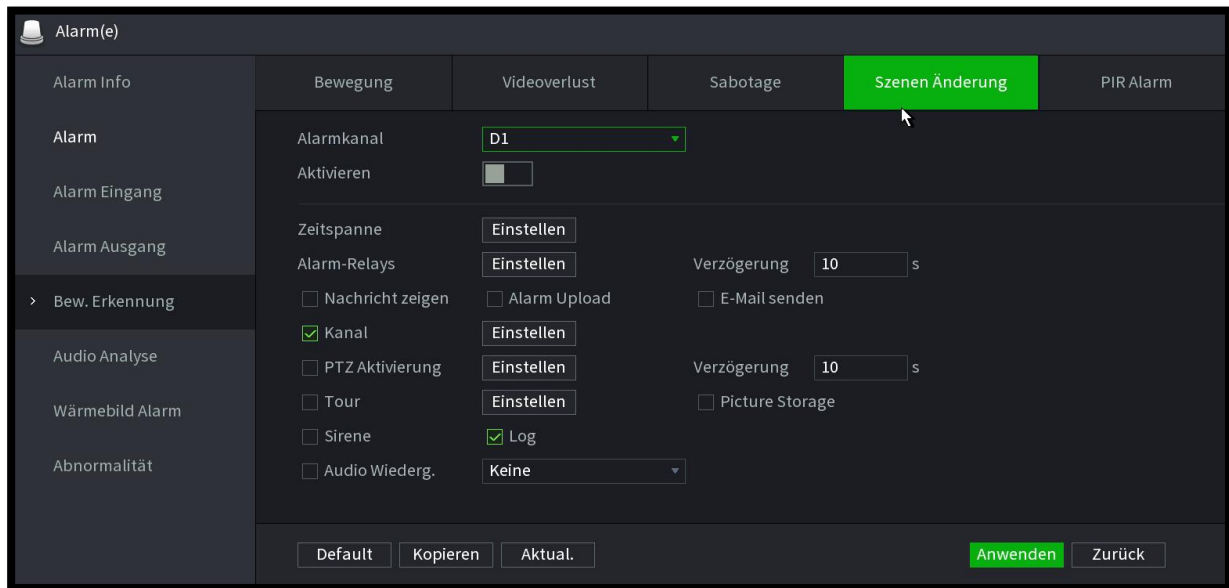 Alarm(e)
Alarm Info
Alarm
Alarm Eingang
Alarm Ausgang
Bew. Erkennung
Audio Analyse
Wärmebild Alarm
Abnormalität
Bewegung Videoverlust Sabotage Szenen Änderung PIR Alarm
Alarmkanal D1
Aktivieren
Zeitspanne Einstellen
Alarm-Relays Einstellen Verzögerung 10 s
Nachricht zeigen Alarm Upload E-Mail senden
Kanal Einstellen
PTZ Aktivierung Einstellen Verzögerung 10 s
Tour Einstellen Picture Storage
Sirene Log
Audio Wiederg. Keine
Default Kopieren Aktual. Anwenden Zurück